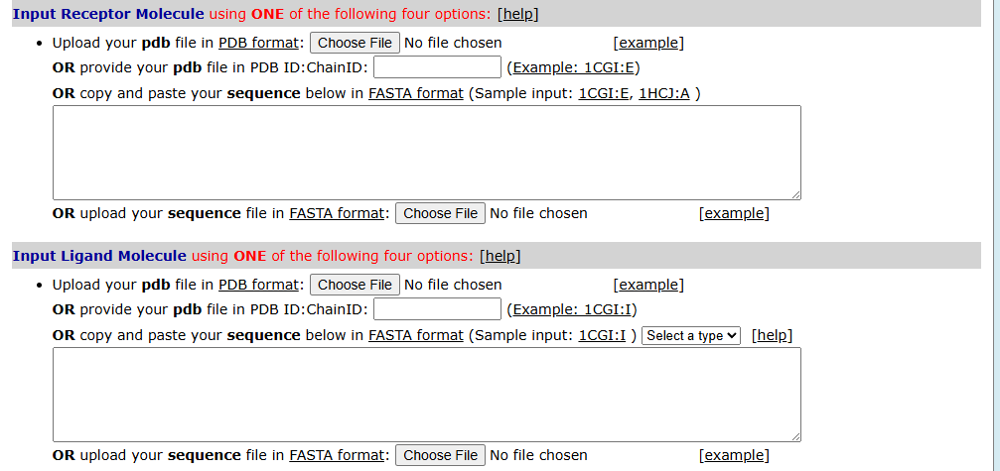 Input Receptor Molecule using ONE of the following four options: [help]
• Upload your pdb file in PDB format: Choose File No file chosen [example]
OR provide your pdb file in PDB ID:ChainID: (Example: 1CGI:E)
OR copy and paste your sequence below in FASTA format (Sample input: 1CGI:E, 1HCJ:A )
OR upload your sequence file in FASTA format: Choose File No file chosen [example]
Input Ligand Molecule using ONE of the following four options: [help]
• Upload your pdb file in PDB format: Choose File No file chosen [example]
OR provide your pdb file in PDB ID:ChainID: (Example: 1CGI:I)
OR copy and paste your sequence below in FASTA format (Sample input: 1CGI:I ) Select a type [help]
OR upload your sequence file in FASTA format: Choose File No file chosen [example]